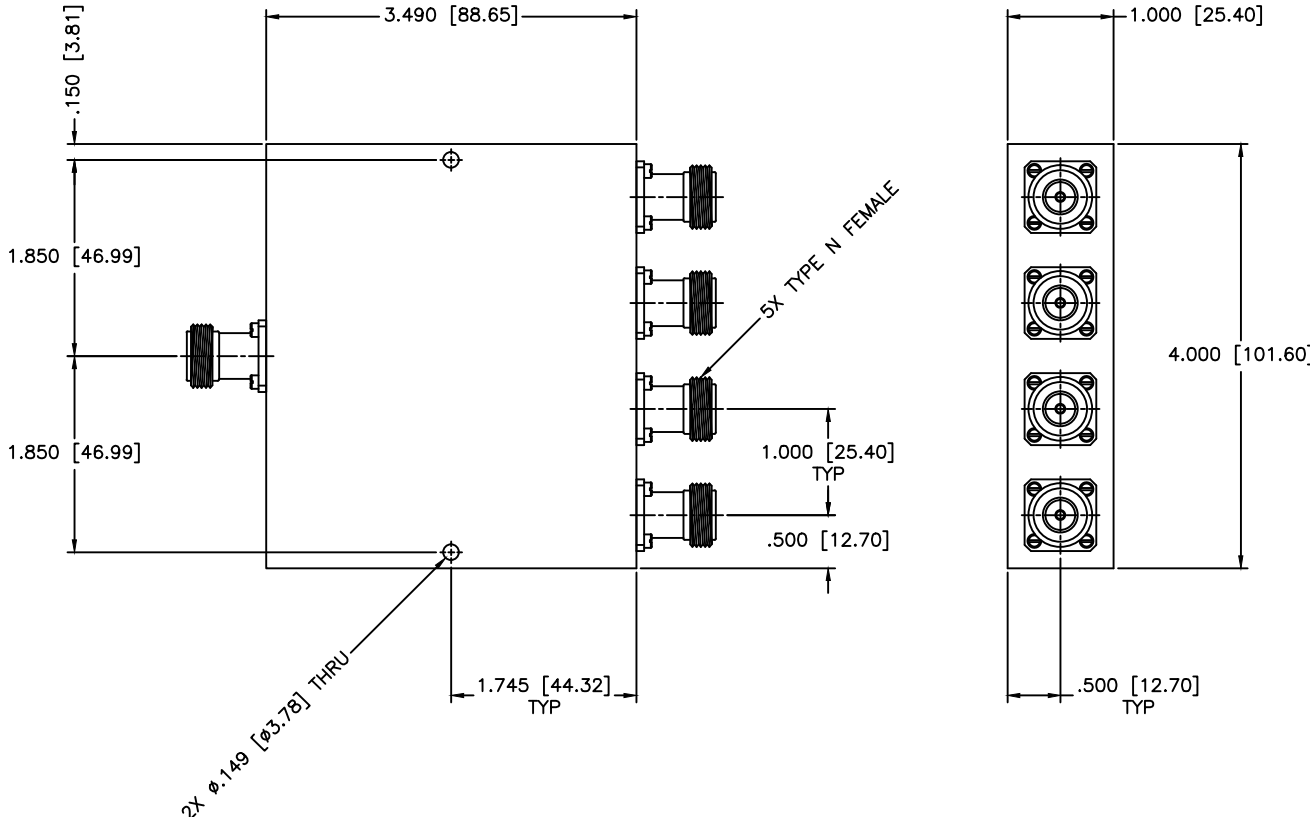 3.490 [88.65]
1.000 [25.40]
.150 [3.81]
1.850 [46.99]
5X TYPE N FEMALE
4.000 [101.60]
1.850 [46.99]
1.000 [25.40]
TYP
.500 [12.70]
2X ø.149 [ø3.78] THRU
1.745 [44.32]
TYP
.500 [12.70]
TYP